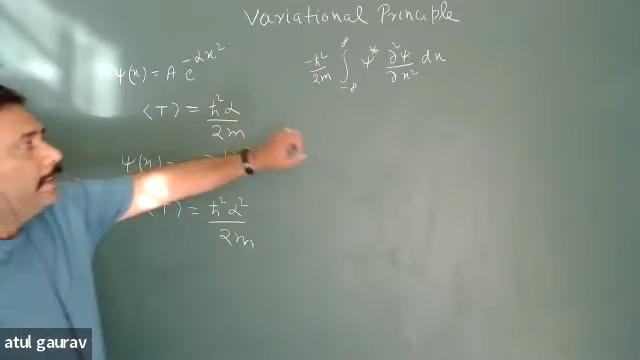 Variational Principle
ψ(x) = A e^{-αx²}
-ħ²/2m ∫_{-∞}^{∞} ψ* ∂²ψ/∂x² dx
⟨T⟩ = ħ²α/2m
ψ(x) =
⟨T⟩ = ħ²α²/2m
atul gaurav